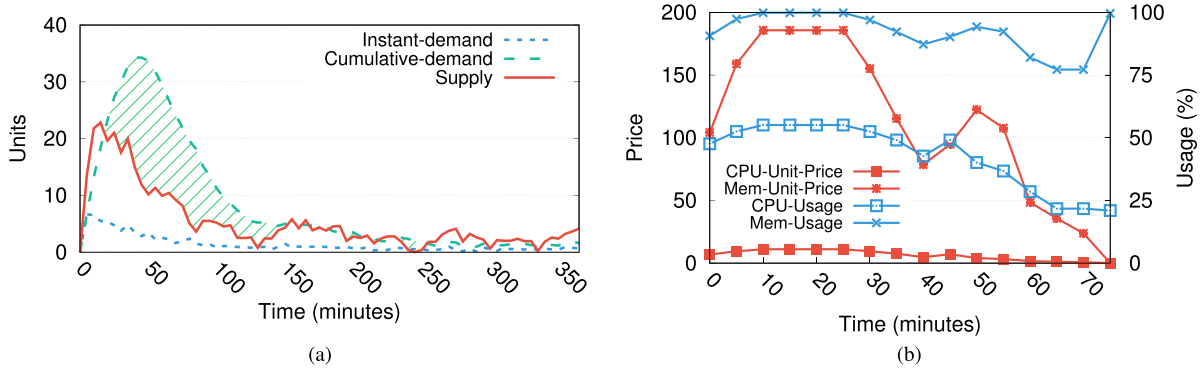 40
30
20
10
0
Units
Instant-demand
Cumulative-demand
Supply
0
50
100
150
200
250
300
350
Time (minutes)
(a)
200
150
100
50
0
Price
CPU-Unit-Price
Mem-Unit-Price
CPU-Usage
Mem-Usage
100
75
50
25
0
Usage (%)
0
10
20
30
40
50
60
70
Time (minutes)
(b)